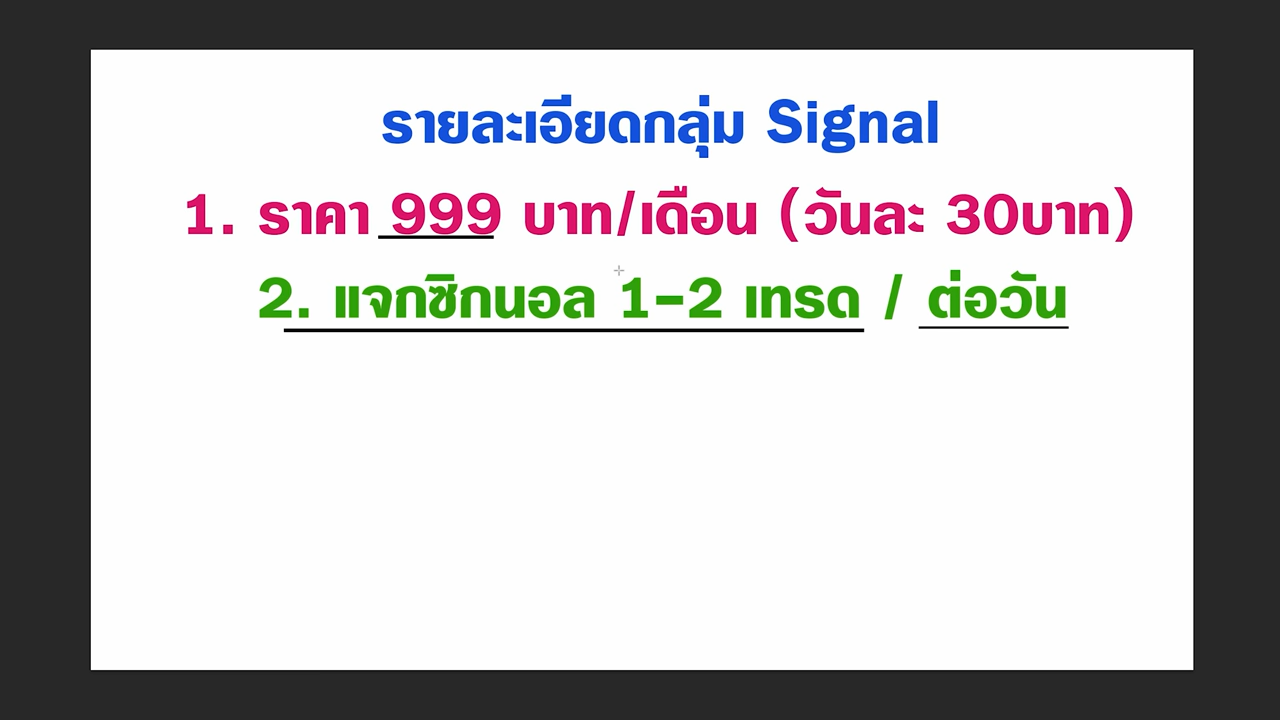 รายละเอียดกลุ่ม Signal
1. ราคา 999 บาท/เดือน (วันละ 30บาท)
2. แจกซิกนอล 1-2 เทรด / ต่อวัน